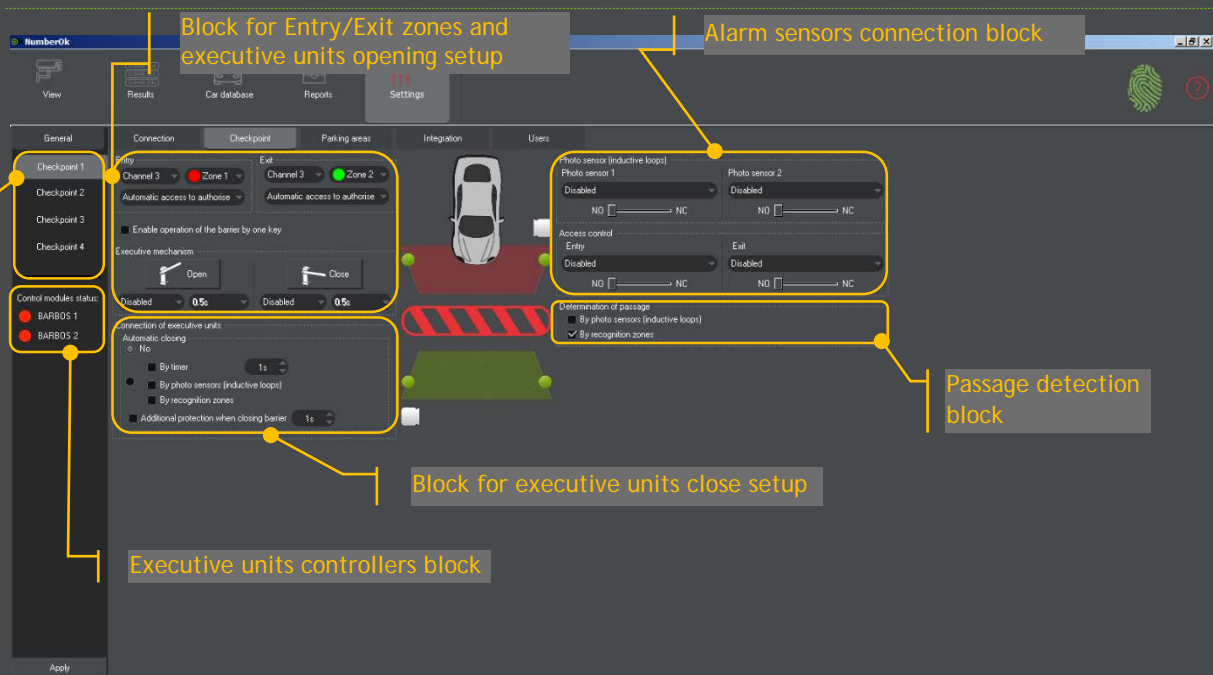 Block for Entry/Exit zones and
executive units opening setup
Alarm sensors connection block
NumberOk
View
Results
Car database
Reports
Settings
?
General
Connection
Checkpoint
Parking areas
Integration
Users
Checkpoint 1
Checkpoint 2
Checkpoint 3
Checkpoint 4
Control modules status:
BARBOS 1
BARBOS 2
Entry
Exit
Channel 3
Zone 1
Channel 3
Zone 2
Automatic access to authorise
Automatic access to authorise
Enable operation of the barrier by one key
Executive mechanism
Open
Close
Disabled
0.5s
Disabled
0.5s
Connection of executive units
Automatic closing
No
By timer
1s
By photo sensors (inductive loops)
By recognition zones
Additional protection when closing barrier
1s
Photo sensor (inductive loops)
Photo sensor 1
Photo sensor 2
Disabled
Disabled
NO
NC
NO
NC
Access control
Entry
Exit
Disabled
Disabled
NO
NC
NO
NC
Determination of passage
By photo sensors (inductive loops)
By recognition zones
Passage detection
block
Block for executive units close setup
Executive units controllers block
Apply